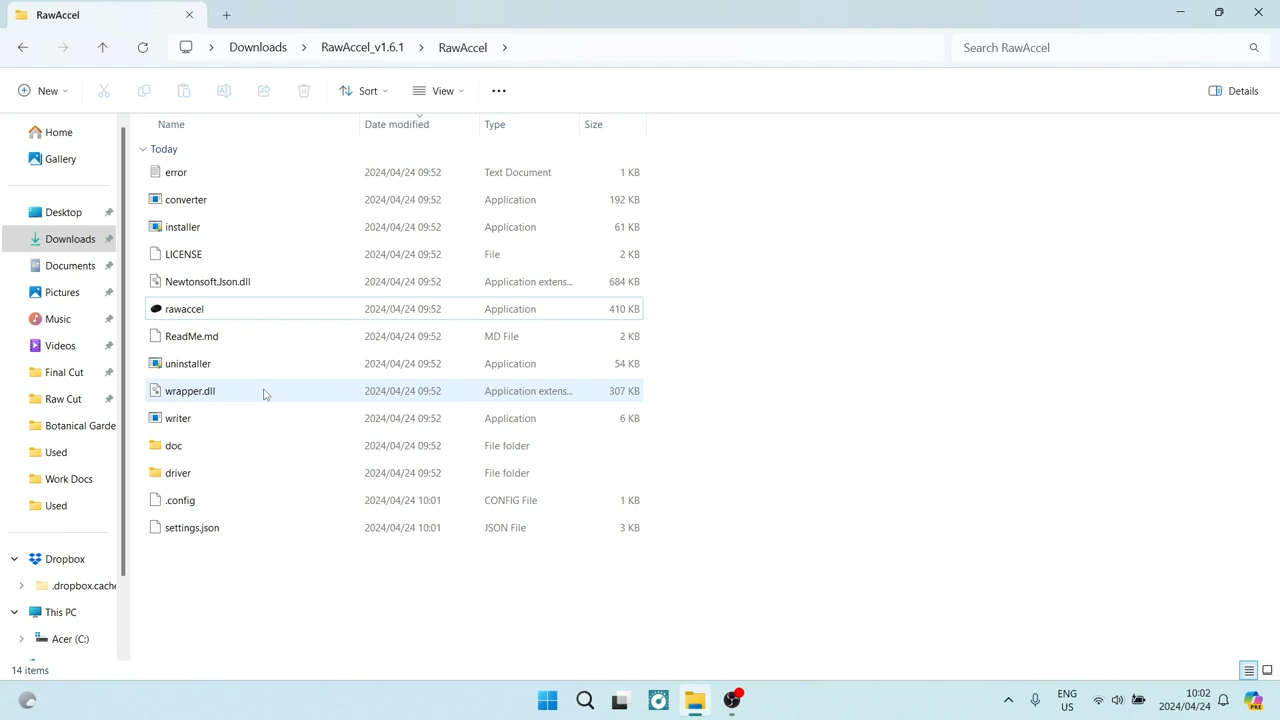 RawAccel
Downloads > RawAccel_v1.6.1 > RawAccel >
Search RawAccel
New
Sort
View
Details
Name Date modified Type Size
Today
error 2024/04/24 09:52 Text Document 1 KB
converter 2024/04/24 09:52 Application 192 KB
installer 2024/04/24 09:52 Application 61 KB
LICENSE 2024/04/24 09:52 File 2 KB
Newtonsoft.Json.dll 2024/04/24 09:52 Application extens... 684 KB
rawaccel 2024/04/24 09:52 Application 410 KB
ReadMe.md 2024/04/24 09:52 MD File 2 KB
uninstaller 2024/04/24 09:52 Application 54 KB
wrapper.dll 2024/04/24 09:52 Application extens... 307 KB
writer 2024/04/24 09:52 Application 6 KB
doc 2024/04/24 09:52 File folder
driver 2024/04/24 09:52 File folder
.config 2024/04/24 10:01 CONFIG File 1 KB
settings.json 2024/04/24 10:01 JSON File 3 KB
Home
Gallery
Desktop
Downloads
Documents
Pictures
Music
Videos
Final Cut
Raw Cut
Botanical Garde
Used
Work Docs
Used
Dropbox
.dropbox.cache
This PC
Acer (C:)
14 items
ENG
US
10:02
2024/04/24
PRE